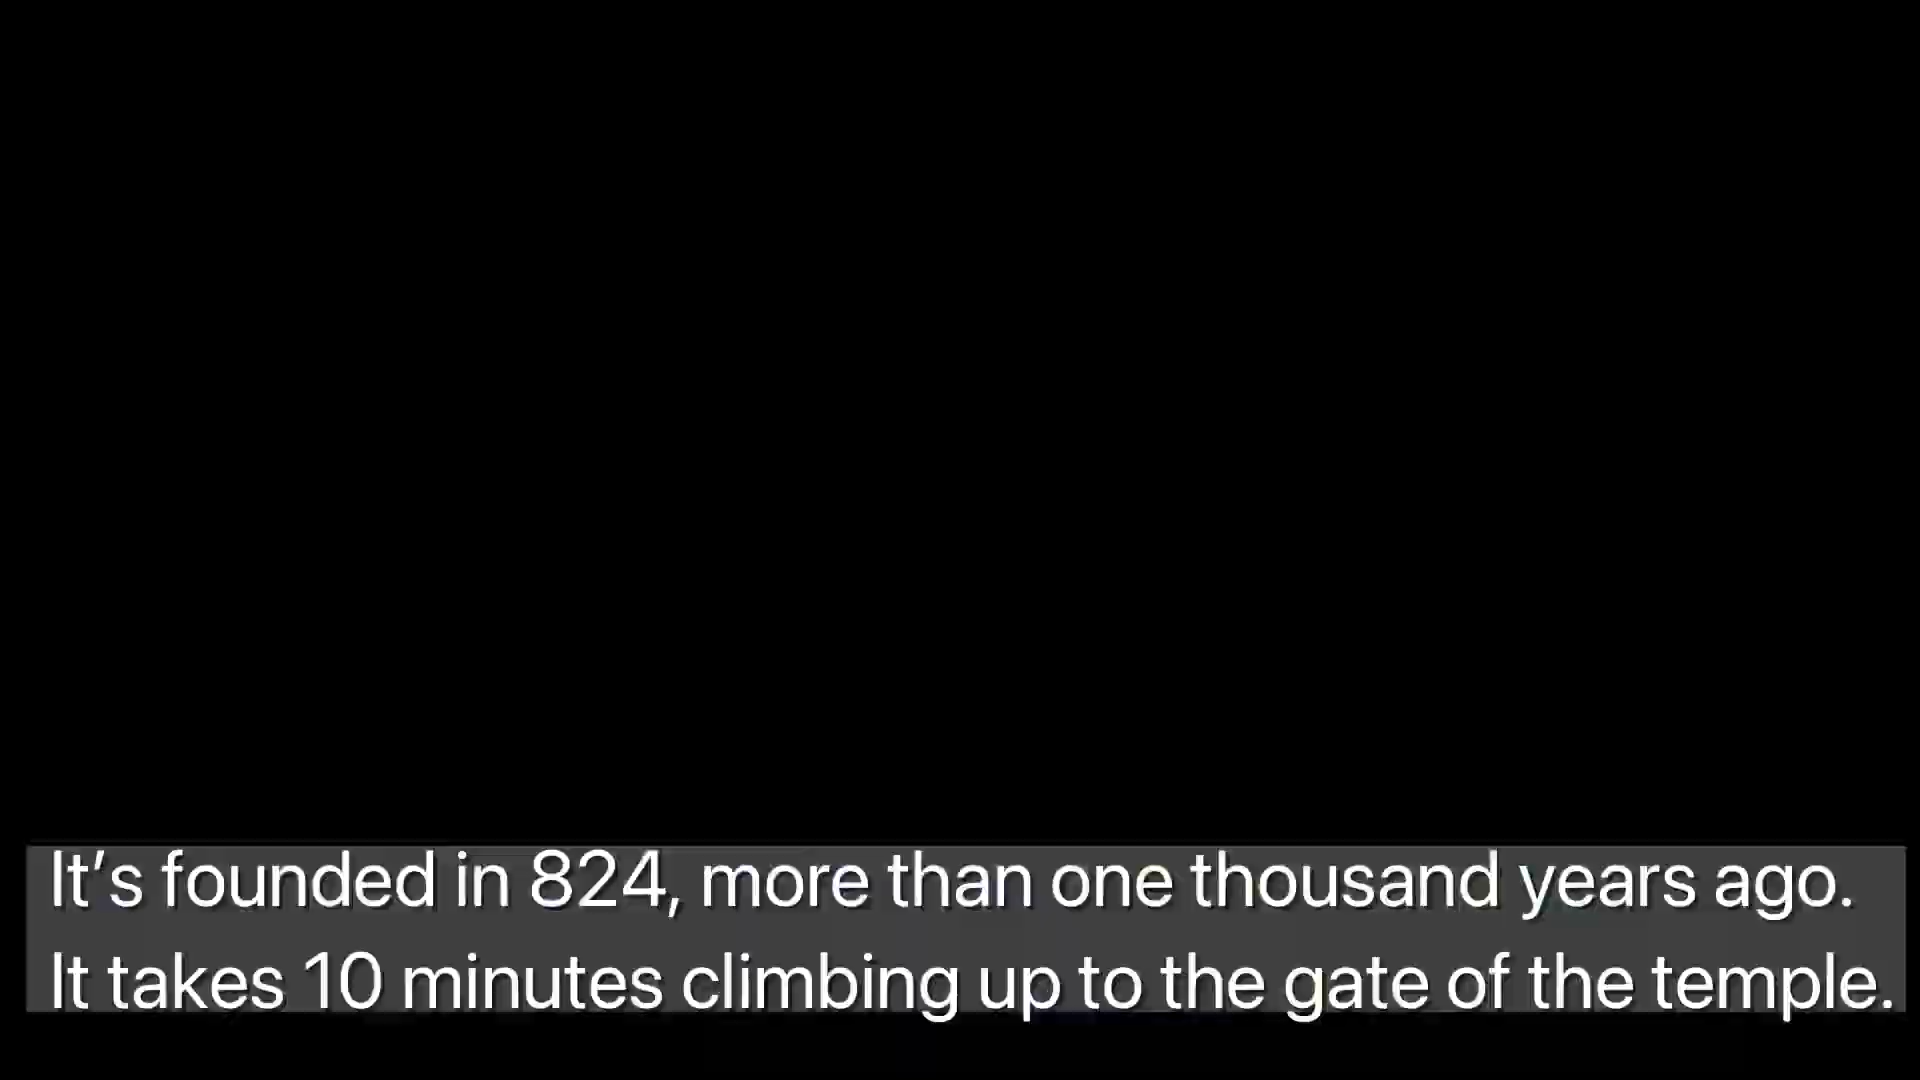 It’s founded in 824, more than one thousand years ago.
It takes 10 minutes climbing up to the gate of the temple.